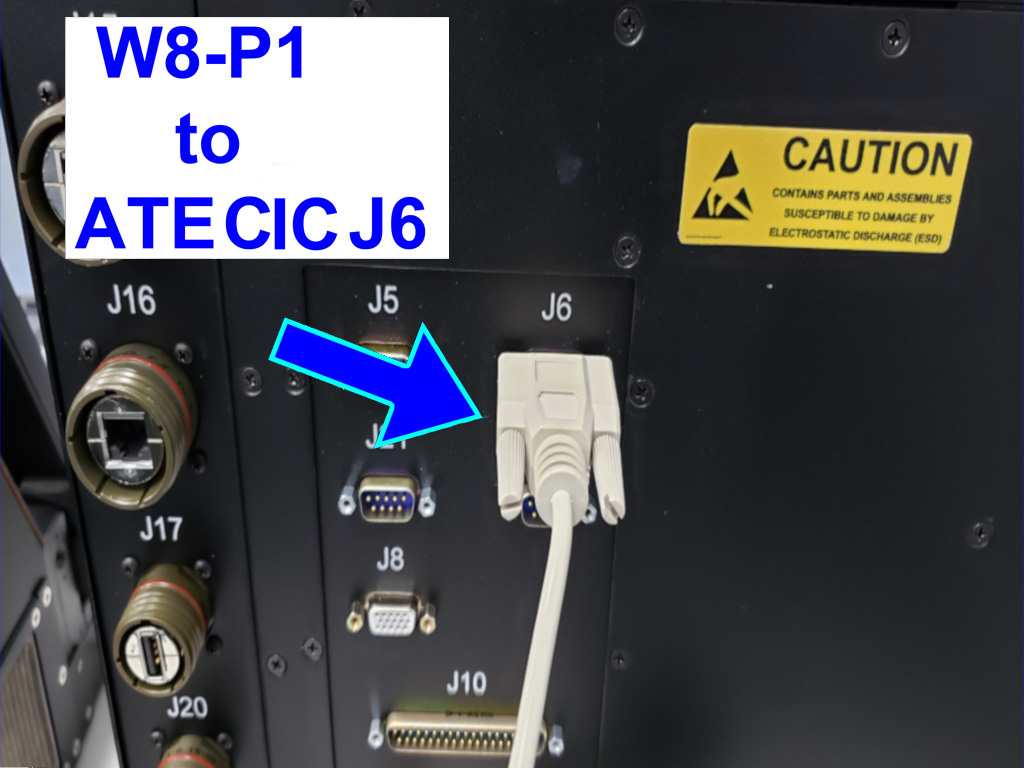 W8-P1
to
ATE CIC J6
CAUTION
CONTAINS PARTS AND ASSEMBLIES
SUSCEPTIBLE TO DAMAGE BY
ELECTROSTATIC DISCHARGE (ESD)
J16
J5
J6
J17
J8
J10
J20